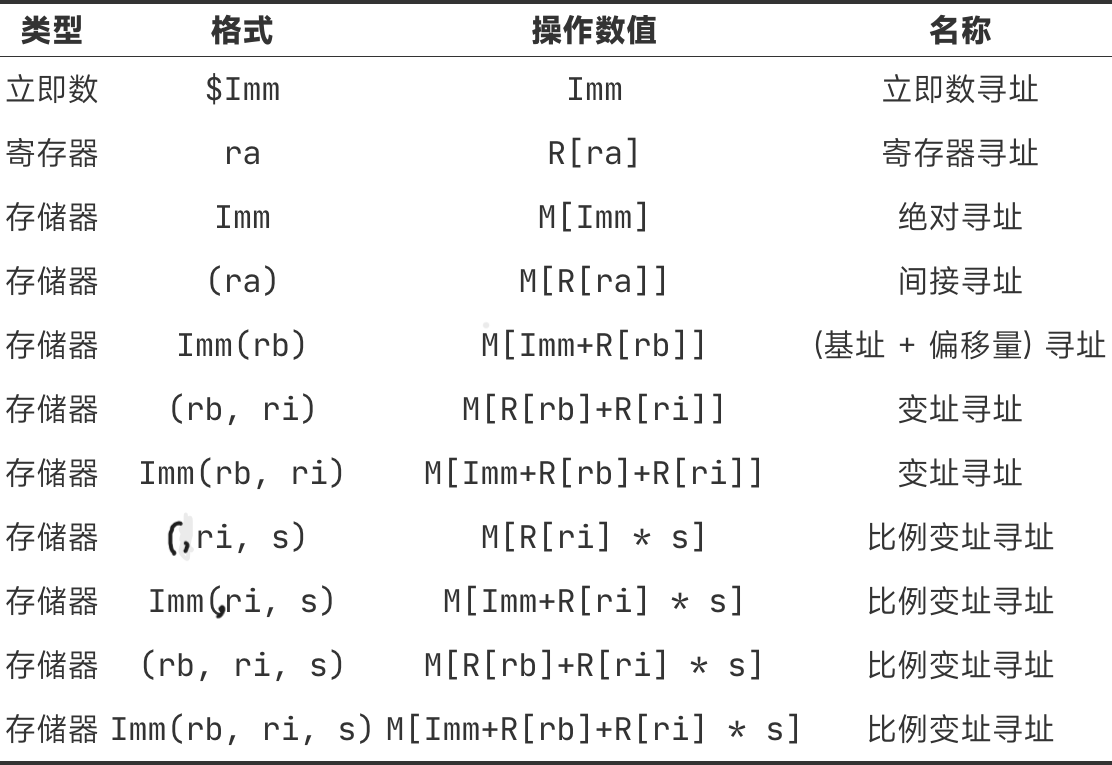 类型 格式 操作数值 名称
立即数 $Imm Imm 立即数寻址
寄存器 ra R[ra] 寄存器寻址
存储器 Imm M[Imm] 绝对寻址
存储器 (ra) M[R[ra]] 间接寻址
存储器 Imm(rb) M[Imm+R[rb]] (基址 + 偏移量) 寻址
存储器 (rb, ri) M[R[rb]+R[ri]] 变址寻址
存储器 Imm(rb, ri) M[Imm+R[rb]+R[ri]] 变址寻址
存储器 (,ri, s) M[R[ri] * s] 比例变址寻址
存储器 Imm(,ri, s) M[Imm+R[ri] * s] 比例变址寻址
存储器 (rb, ri, s) M[R[rb]+R[ri] * s] 比例变址寻址
存储器 Imm(rb, ri, s) M[Imm+R[rb]+R[ri] * s] 比例变址寻址